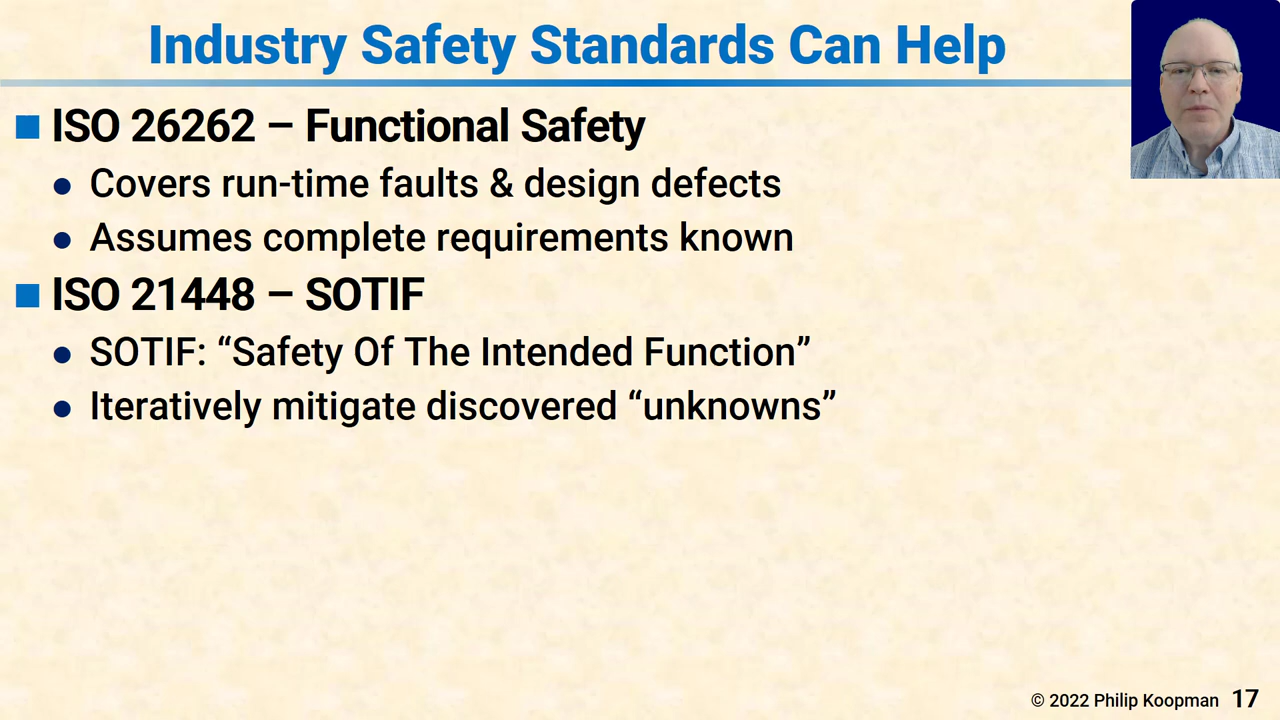 Industry Safety Standards Can Help
ISO 26262 – Functional Safety
Covers run-time faults & design defects
Assumes complete requirements known
ISO 21448 – SOTIF
SOTIF: “Safety Of The Intended Function”
Iteratively mitigate discovered “unknowns”
© 2022 Philip Koopman 17